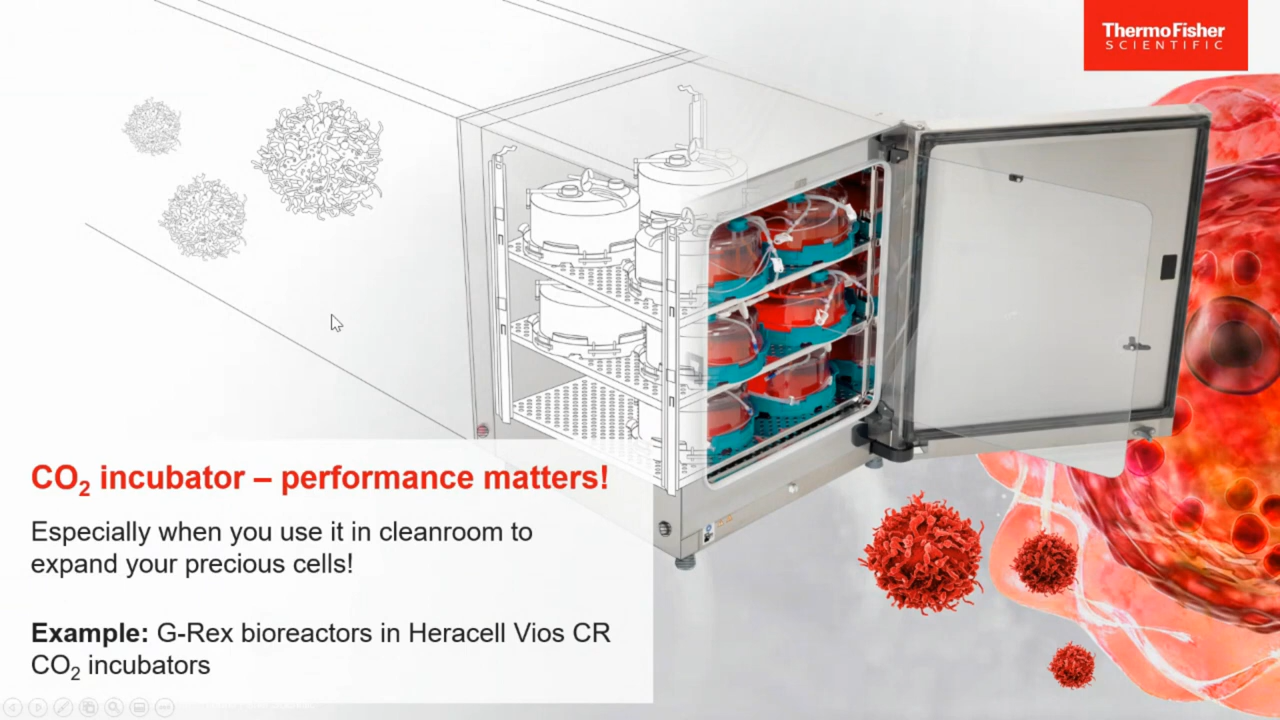 ThermoFisher
SCIENTIFIC
CO₂ incubator – performance matters!
Especially when you use it in cleanroom to
expand your precious cells!
Example: G-Rex bioreactors in Heracell Vios CR
CO₂ incubators